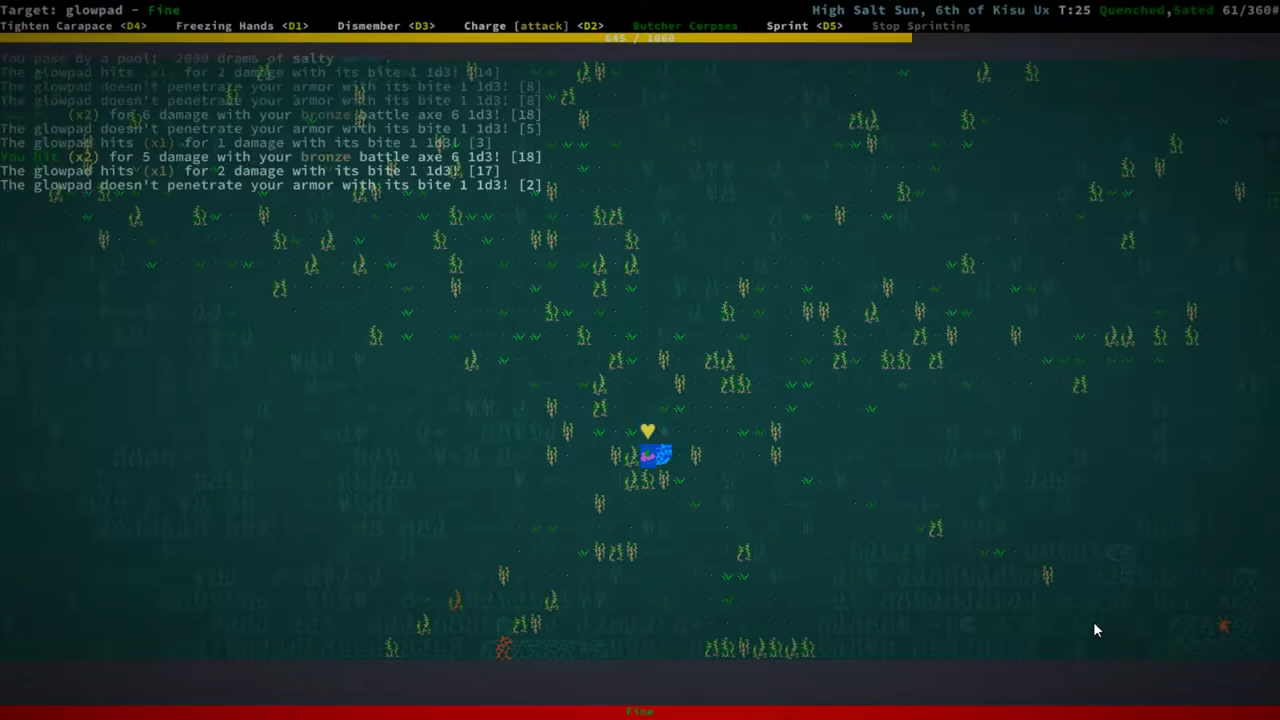 Target: glowpad - Fine
High Salt Sun, 6th of Kisu Ux T:25 Quenched,Sated 61/360#
Tighten Carapace <D4> Freezing Hands <D1> Dismember <D3> Charge [attack] <D2> Butcher Corpses Sprint <D5> Stop Sprinting
645 / 1060
You pass by a pool: 2000 drams of salty
The glowpad hits (x1) for 2 damage with its bite 1 1d3! [14]
The glowpad doesn't penetrate your armor with its bite 1 1d3! [8]
The glowpad doesn't penetrate your armor with its bite 1 1d3! [8]
(x2) for 6 damage with your bronze battle axe 6 1d3! [18]
The glowpad doesn't penetrate your armor with its bite 1 1d3! [5]
The glowpad hits (x1) for 1 damage with its bite 1 1d3! [3]
You hit (x2) for 5 damage with your bronze battle axe 6 1d3! [18]
The glowpad hits (x1) for 2 damage with its bite 1 1d3! [17]
The glowpad doesn't penetrate your armor with its bite 1 1d3! [2]
Fine